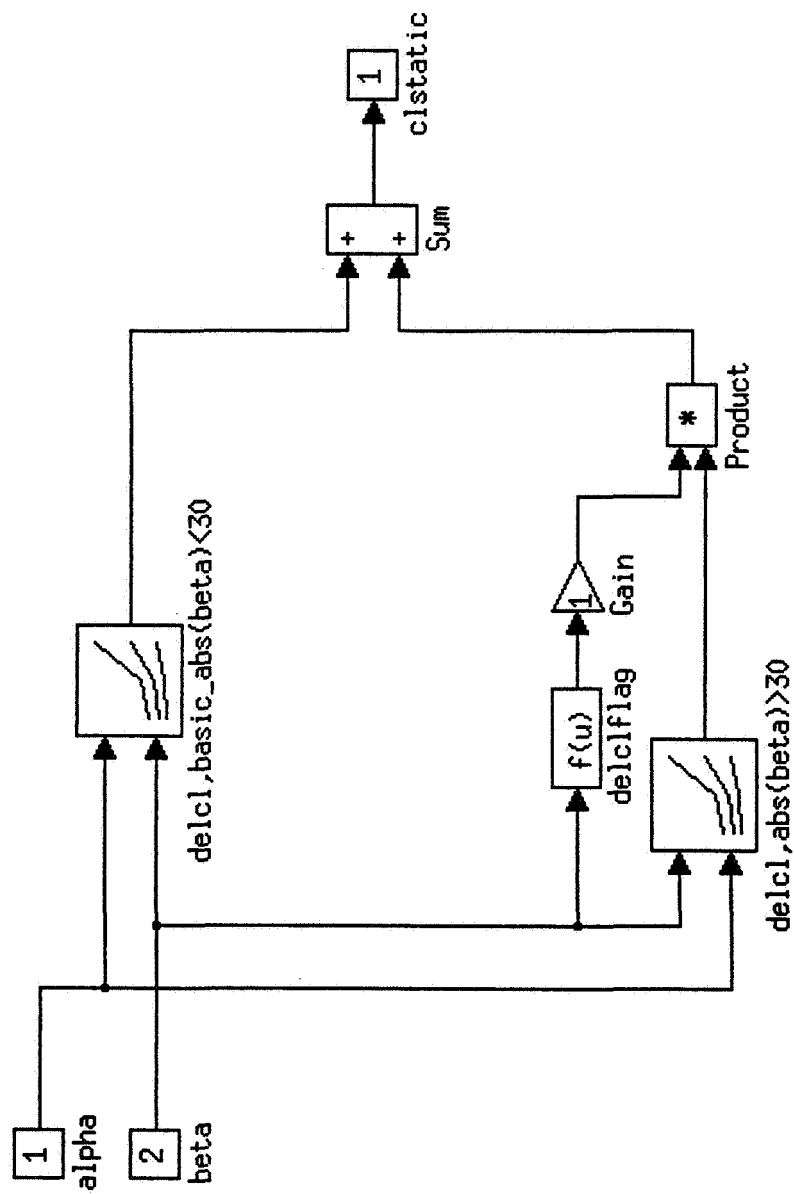 1
alpha
2
beta
delcl,basic_abs(beta)<30
f(u)
delclflag
1
Gain
delcl,abs(beta)>30
*
Product
+
+
Sum
1
clstatic